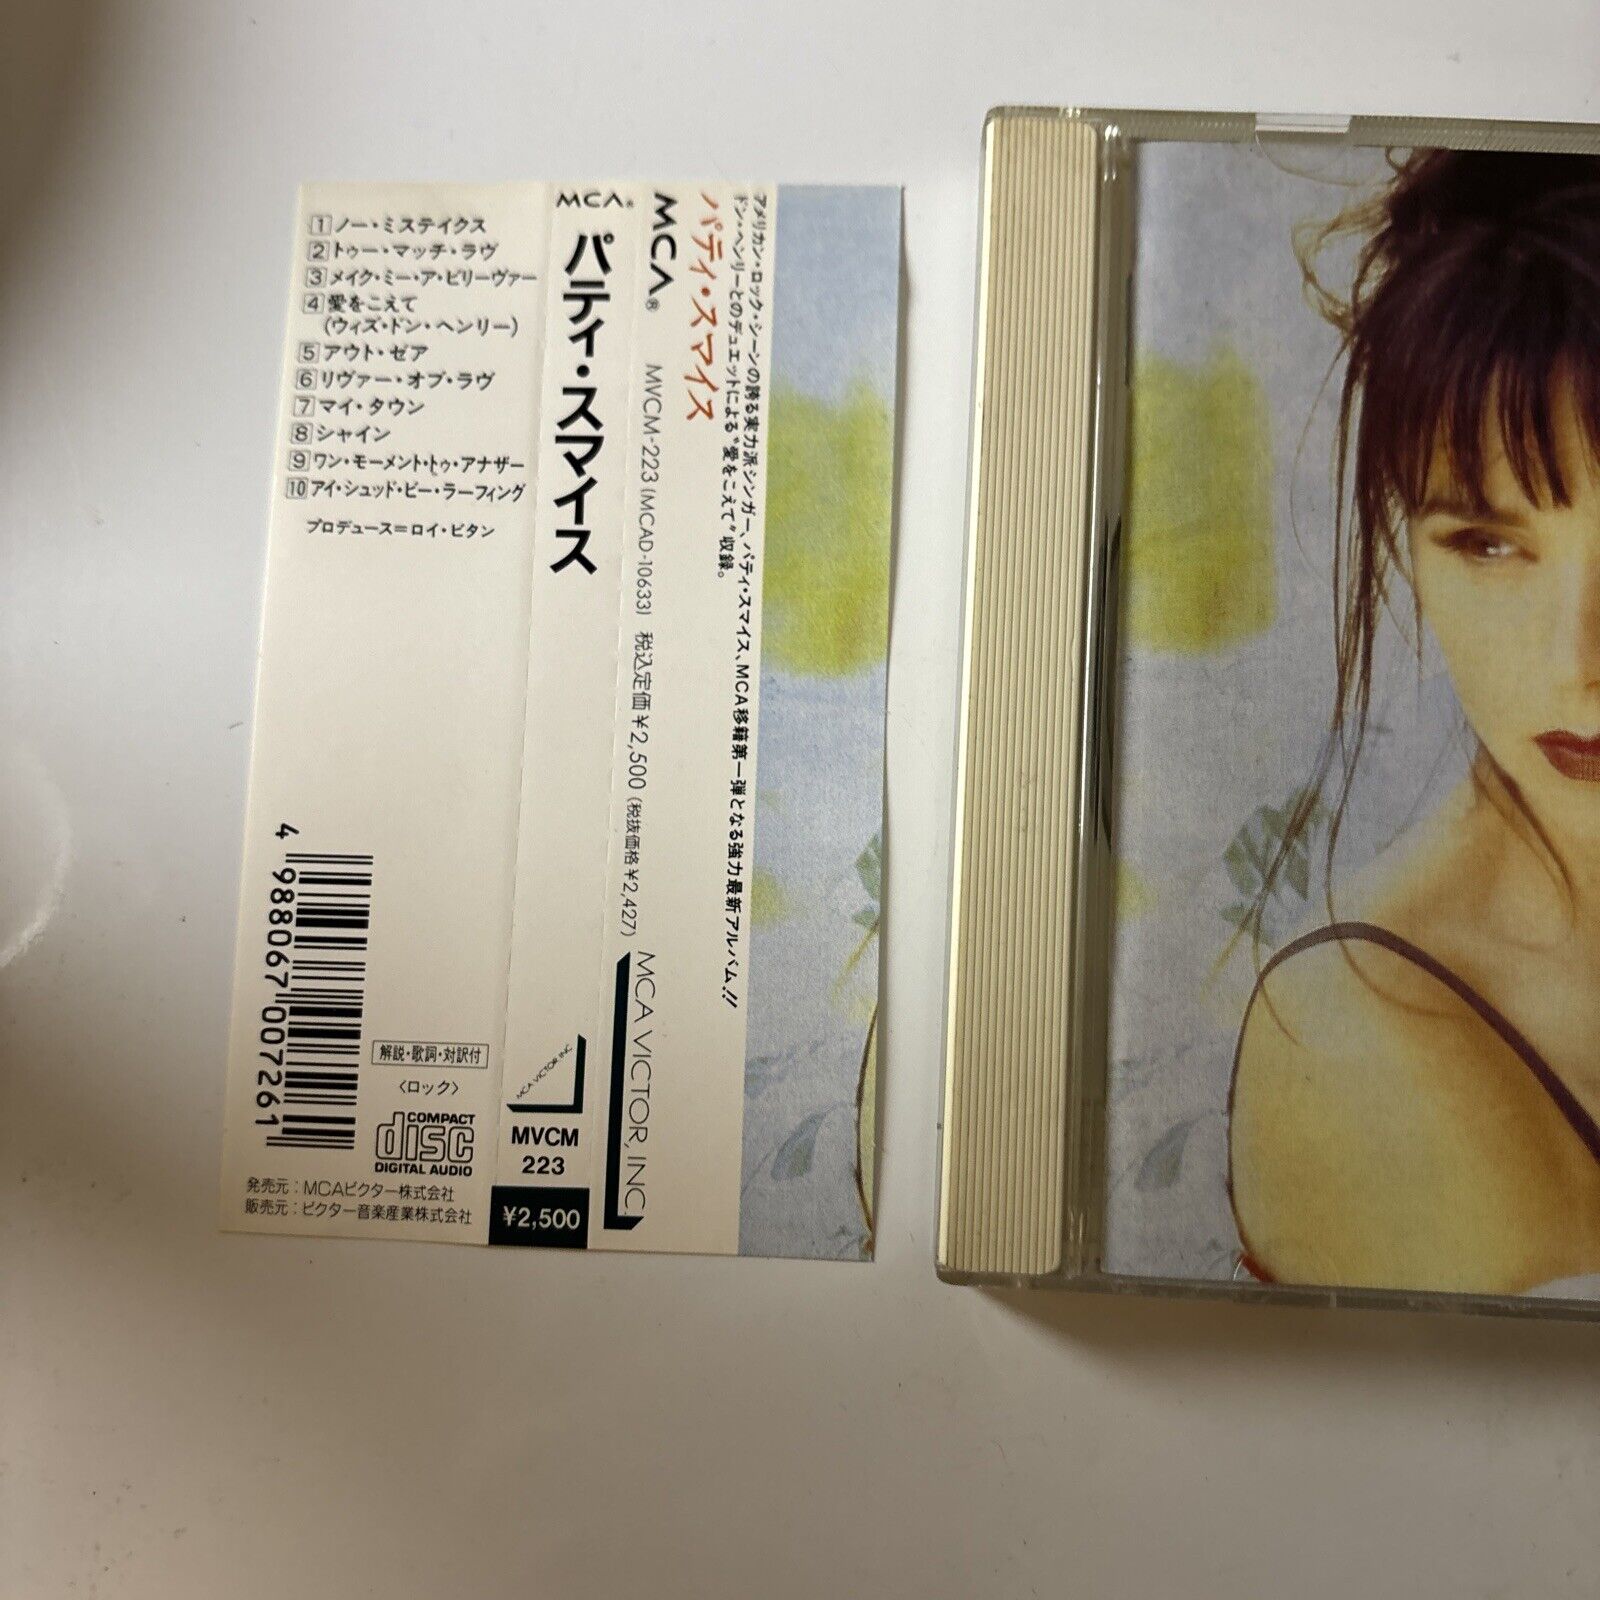 1 ノー・ミステイクス
2 トゥー・マッチ・ラヴ
3 メイク・ミー・ア・ビリーヴァー
4 愛をこえて
(ウィズ・ドン・ヘンリー)
5 アウト・ゼア
6 リヴァー・オブ・ラヴ
7 マイ・タウン
8 シャイン
9 ワン・モーメント・トゥ・アナザー
10 アイ・シュッド・ビー・ラーフィング
プロデュース=ロイ・ビタン
4 988067 007261
解説・歌詞・対訳付
〈ロック〉
COMPACT
disc
DIGITAL AUDIO
発売元:MCAビクター株式会社
販売元:ビクター音楽産業株式会社
MCA®
パティ・スマイス
MCA VICTOR, INC.
MVCM
223
¥2,500
MCA®
MVCM-223 (MCAD-10633) 税込定価¥2,500 (税抜価格¥2,427)
MCA VICTOR, INC.
パティ・スマイス
アメリカン・ロック・シーンの誇る実力派シンガー、パティ・スマイス、MCA移籍第一弾となる強力最新アルバム!!
ドン・ヘンリーとのデュエットによる“愛をこえて”収録。